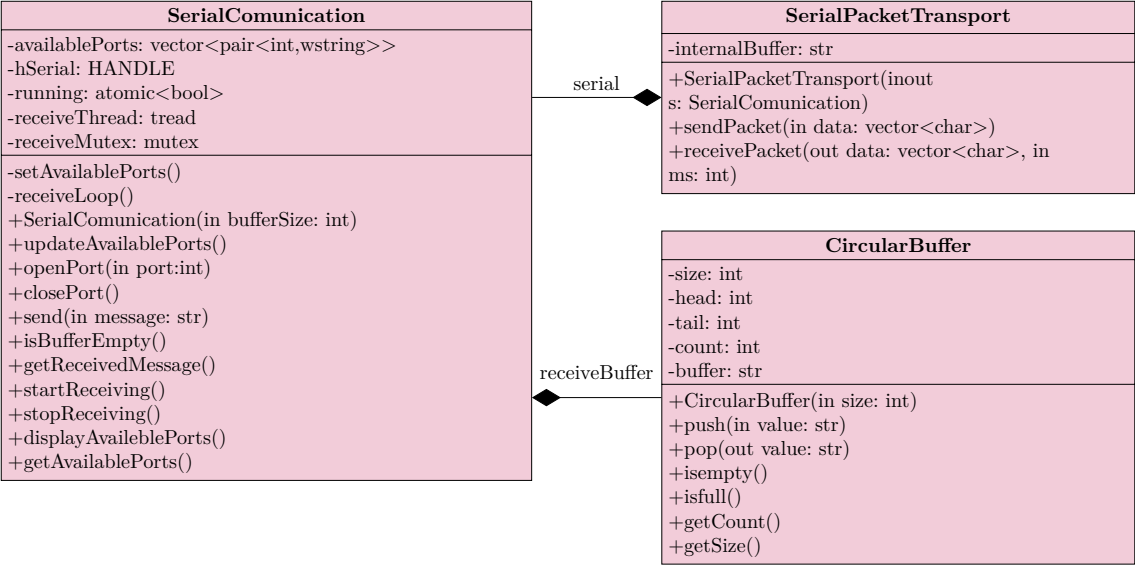 SerialComunication
-availablePorts: vector<pair<int,wstring>>
-hSerial: HANDLE
-running: atomic<bool>
-receiveThread: tread
-receiveMutex: mutex
-setAvailablePorts()
-receiveLoop()
+SerialComunication(in bufferSize: int)
+updateAvailablePorts()
+openPort(in port:int)
+closePort()
+send(in message: str)
+isBufferEmpty()
+getReceivedMessage()
+startReceiving()
+stopReceiving()
+displayAvaileblePorts()
+getAvailablePorts()
serial
receiveBuffer
SerialPacketTransport
-internalBuffer: str
+SerialPacketTransport(inout
s: SerialComunication)
+sendPacket(in data: vector<char>)
+receivePacket(out data: vector<char>, in
ms: int)
CircularBuffer
-size: int
-head: int
-tail: int
-count: int
-buffer: str
+CircularBuffer(in size: int)
+push(in value: str)
+pop(out value: str)
+isempty()
+isfull()
+getCount()
+getSize()